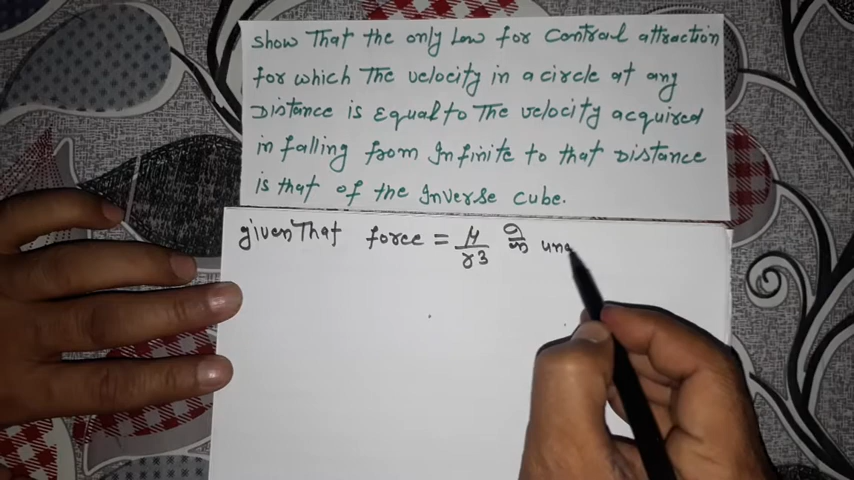 Show That the only Low for Contral attraction
for which The velocity in a circle at any
Distance is Equal to The velocity acquired
in falling from Infinite to that Distance
is that of the Inverse cube.
given That force = μ/r3